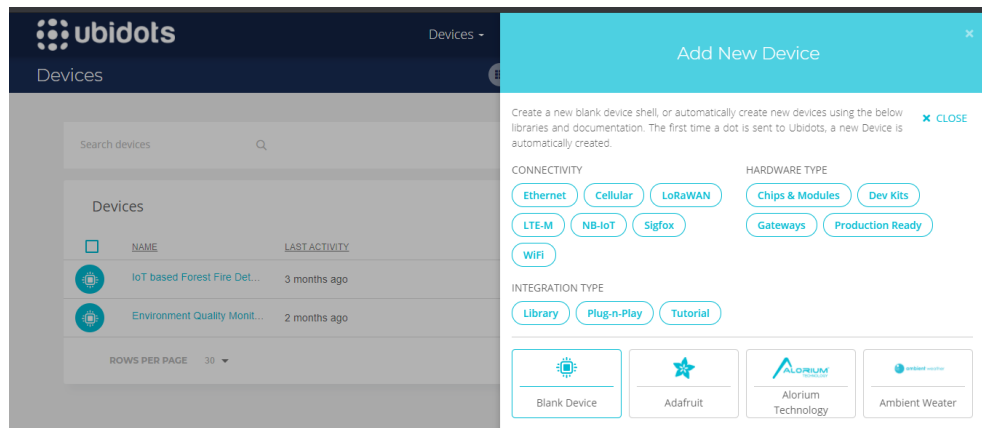 ubidots
Devices
Devices
Search devices
Devices
NAME LAST ACTIVITY
IoT based Forest Fire Det... 3 months ago
Environment Quality Monit... 2 months ago
ROWS PER PAGE 30
Add New Device
Create a new blank device shell, or automatically create new devices using the below
libraries and documentation. The first time a dot is sent to Ubidots, a new Device is
automatically created.
CLOSE
CONNECTIVITY
Ethernet Cellular LoRaWAN
LTE-M NB-IoT Sigfox
WiFi
HARDWARE TYPE
Chips & Modules Dev Kits
Gateways Production Ready
INTEGRATION TYPE
Library Plug-n-Play Tutorial
Blank Device
Adafruit
ALORIUM
TECHNOLOGY
Alorium
Technology
ambient weather
Ambient Weater